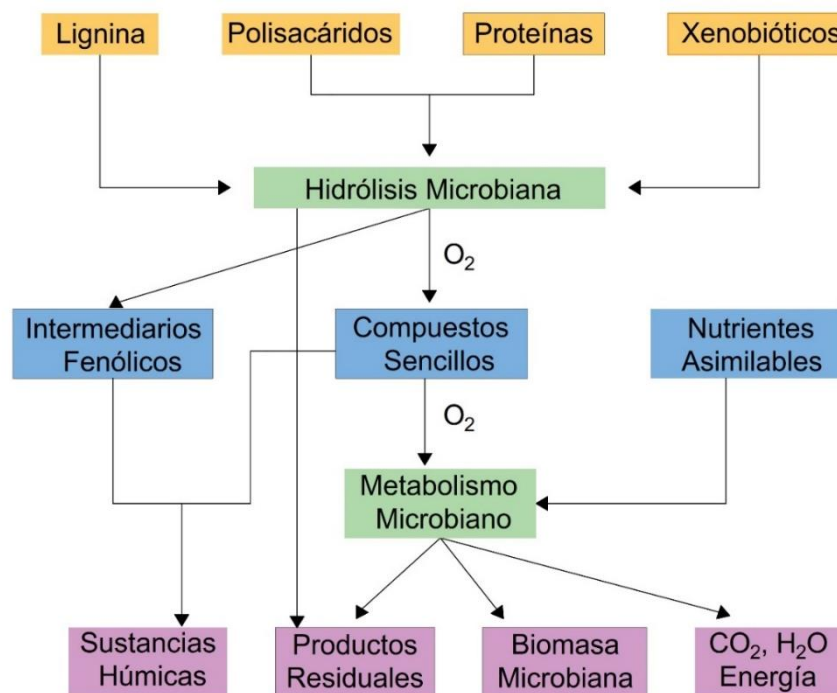 Lignina
Polisacáridos
Proteínas
Xenobióticos
Hidrólisis Microbiana
O₂
Intermediarios
Fenólicos
Compuestos
Sencillos
Nutrientes
Asimilables
O₂
Metabolismo
Microbiano
Sustancias
Húmicas
Productos
Residuales
Biomasa
Microbiana
CO₂, H₂O
Energía